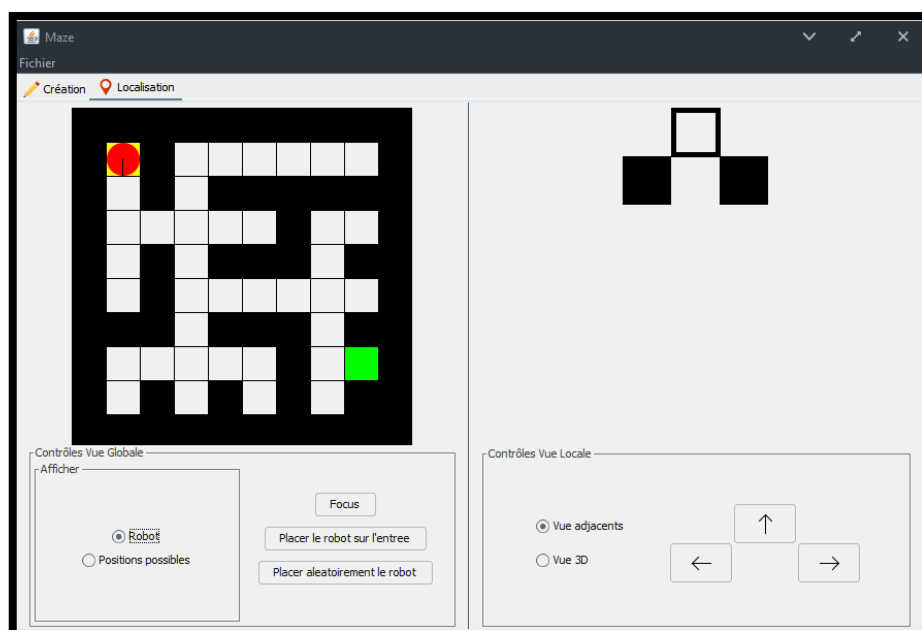 Maze
Fichier
Création Localisation
Contrôles Vue Globale
Afficher
Robot
Positions possibles
Focus
Placer le robot sur l'entree
Placer aleatoirement le robot
Contrôles Vue Locale
Vue adjacents
Vue 3D